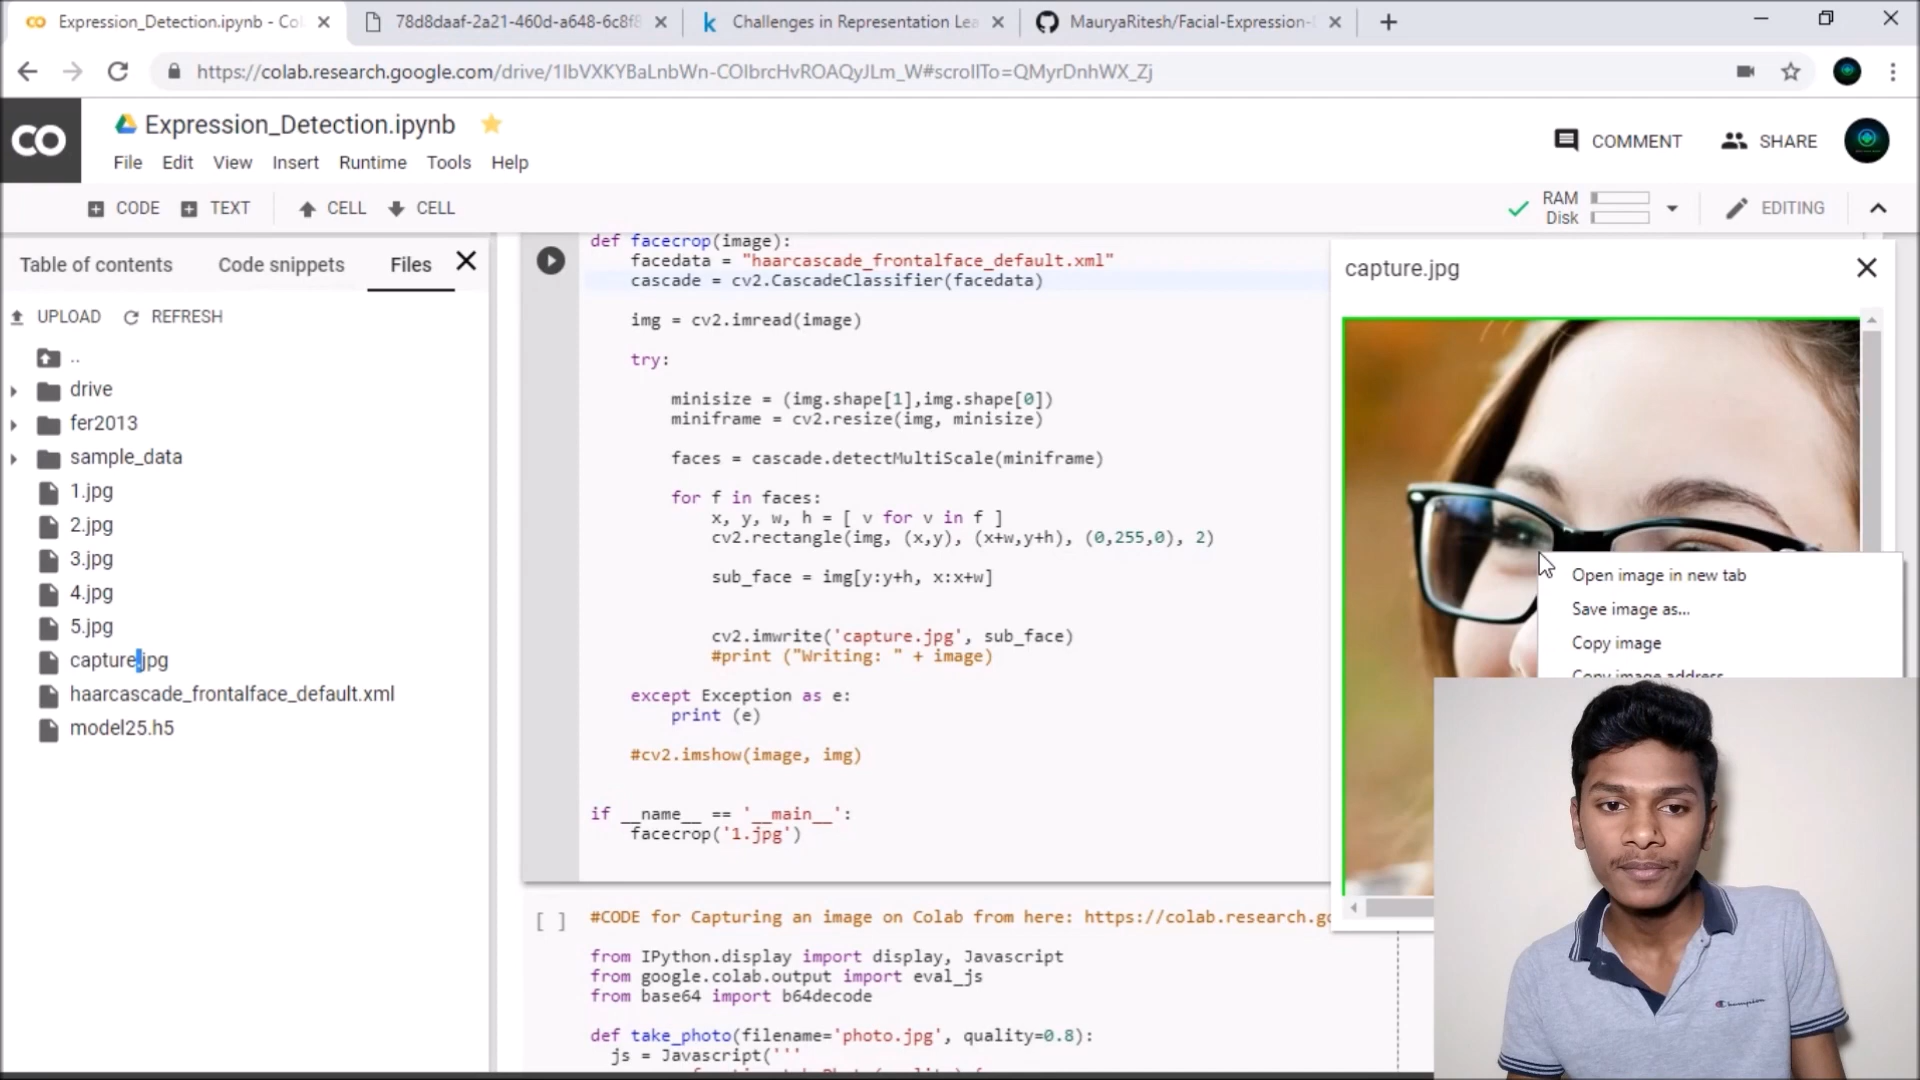 Expression_Detection.ipynb - Co
78d8daaf-2a21-460d-a648-6c8f8
Challenges in Representation Lea
MauryaRitesh/Facial-Expression-
https://colab.research.google.com/drive/1IbVXKYBaLnbWn-COIbrcHvROAQyJLm_W#scrollTo=QMyrDnhWX_Zj
CO
Expression_Detection.ipynb
COMMENT
SHARE
File Edit View Insert Runtime Tools Help
CODE TEXT CELL CELL
RAM
Disk
EDITING
Table of contents Code snippets Files
UPLOAD REFRESH
..
drive
fer2013
sample_data
1.jpg
2.jpg
3.jpg
4.jpg
5.jpg
capture.jpg
haarcascade_frontalface_default.xml
model25.h5
def facecrop(image):
facedata = "haarcascade_frontalface_default.xml"
cascade = cv2.CascadeClassifier(facedata)
img = cv2.imread(image)
try:
minisize = (img.shape[1],img.shape[0])
miniframe = cv2.resize(img, minisize)
faces = cascade.detectMultiScale(miniframe)
for f in faces:
x, y, w, h = [ v for v in f ]
cv2.rectangle(img, (x,y), (x+w,y+h), (0,255,0), 2)
sub_face = img[y:y+h, x:x+w]
cv2.imwrite('capture.jpg', sub_face)
#print ("Writing: " + image)
except Exception as e:
print (e)
#cv2.imshow(image, img)
if __name__ == '__main__':
facecrop('1.jpg')
[ ]
#CODE for Capturing an image on Colab from here: https://colab.research.go
from IPython.display import display, Javascript
from google.colab.output import eval_js
from base64 import b64decode
def take_photo(filename='photo.jpg', quality=0.8):
js = Javascript('''
capture.jpg
Open image in new tab
Save image as...
Copy image
Copy image address
Champion